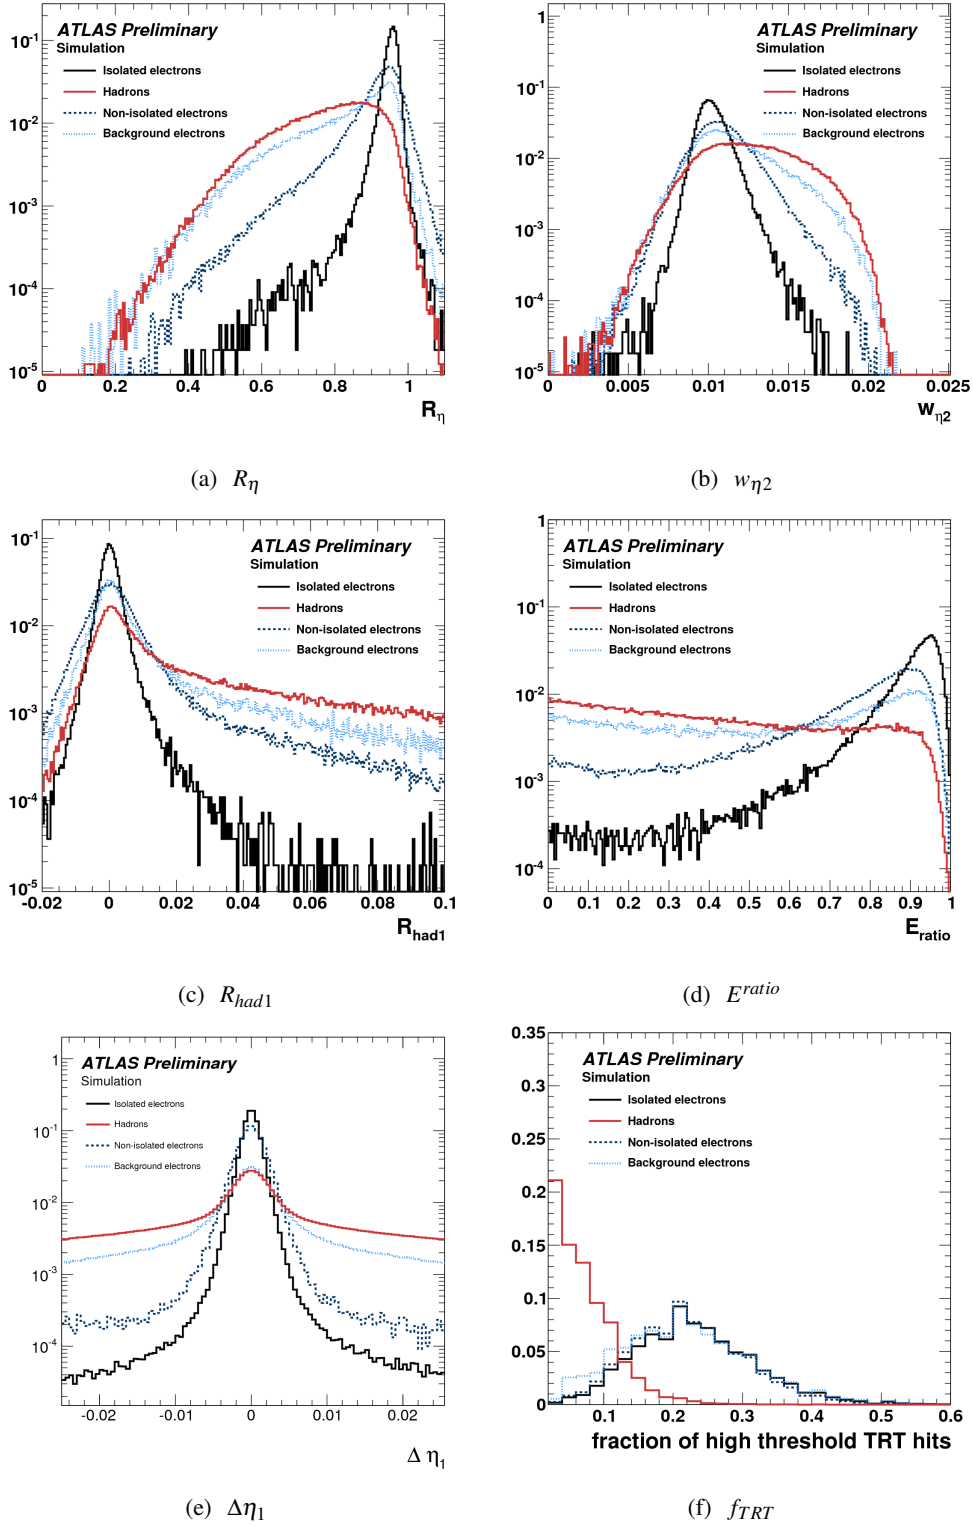 ATLAS Preliminary
Simulation
Isolated electrons
Hadrons
Non-isolated electrons
Background electrons
10⁻¹
10⁻²
10⁻³
10⁻⁴
10⁻⁵
0 0.2 0.4 0.6 0.8 1
R_η
(a) R_η
ATLAS Preliminary
Simulation
Isolated electrons
Hadrons
Non-isolated electrons
Background electrons
1
10⁻¹
10⁻²
10⁻³
10⁻⁴
10⁻⁵
0 0.005 0.01 0.015 0.02 0.025
w_η2
(b) w_η2
ATLAS Preliminary
Simulation
Isolated electrons
Hadrons
Non-isolated electrons
Background electrons
10⁻¹
10⁻²
10⁻³
10⁻⁴
10⁻⁵
-0.02 0 0.02 0.04 0.06 0.08 0.1
R_had1
(c) R_had1
ATLAS Preliminary
Simulation
Isolated electrons
Hadrons
Non-isolated electrons
Background electrons
1
10⁻¹
10⁻²
10⁻³
10⁻⁴
0 0.1 0.2 0.3 0.4 0.5 0.6 0.7 0.8 0.9 1
E_ratio
(d) E^ratio
ATLAS Preliminary
Simulation
Isolated electrons
Hadrons
Non-isolated electrons
Background electrons
1
10⁻¹
10⁻²
10⁻³
10⁻⁴
-0.02 -0.01 0 0.01 0.02
Δ η₁
(e) Δη₁
ATLAS Preliminary
Simulation
Isolated electrons
Hadrons
Non-isolated electrons
Background electrons
0.35
0.3
0.25
0.2
0.15
0.1
0.05
0
0.1 0.2 0.3 0.4 0.5 0.6
fraction of high threshold TRT hits
(f) f_TRT